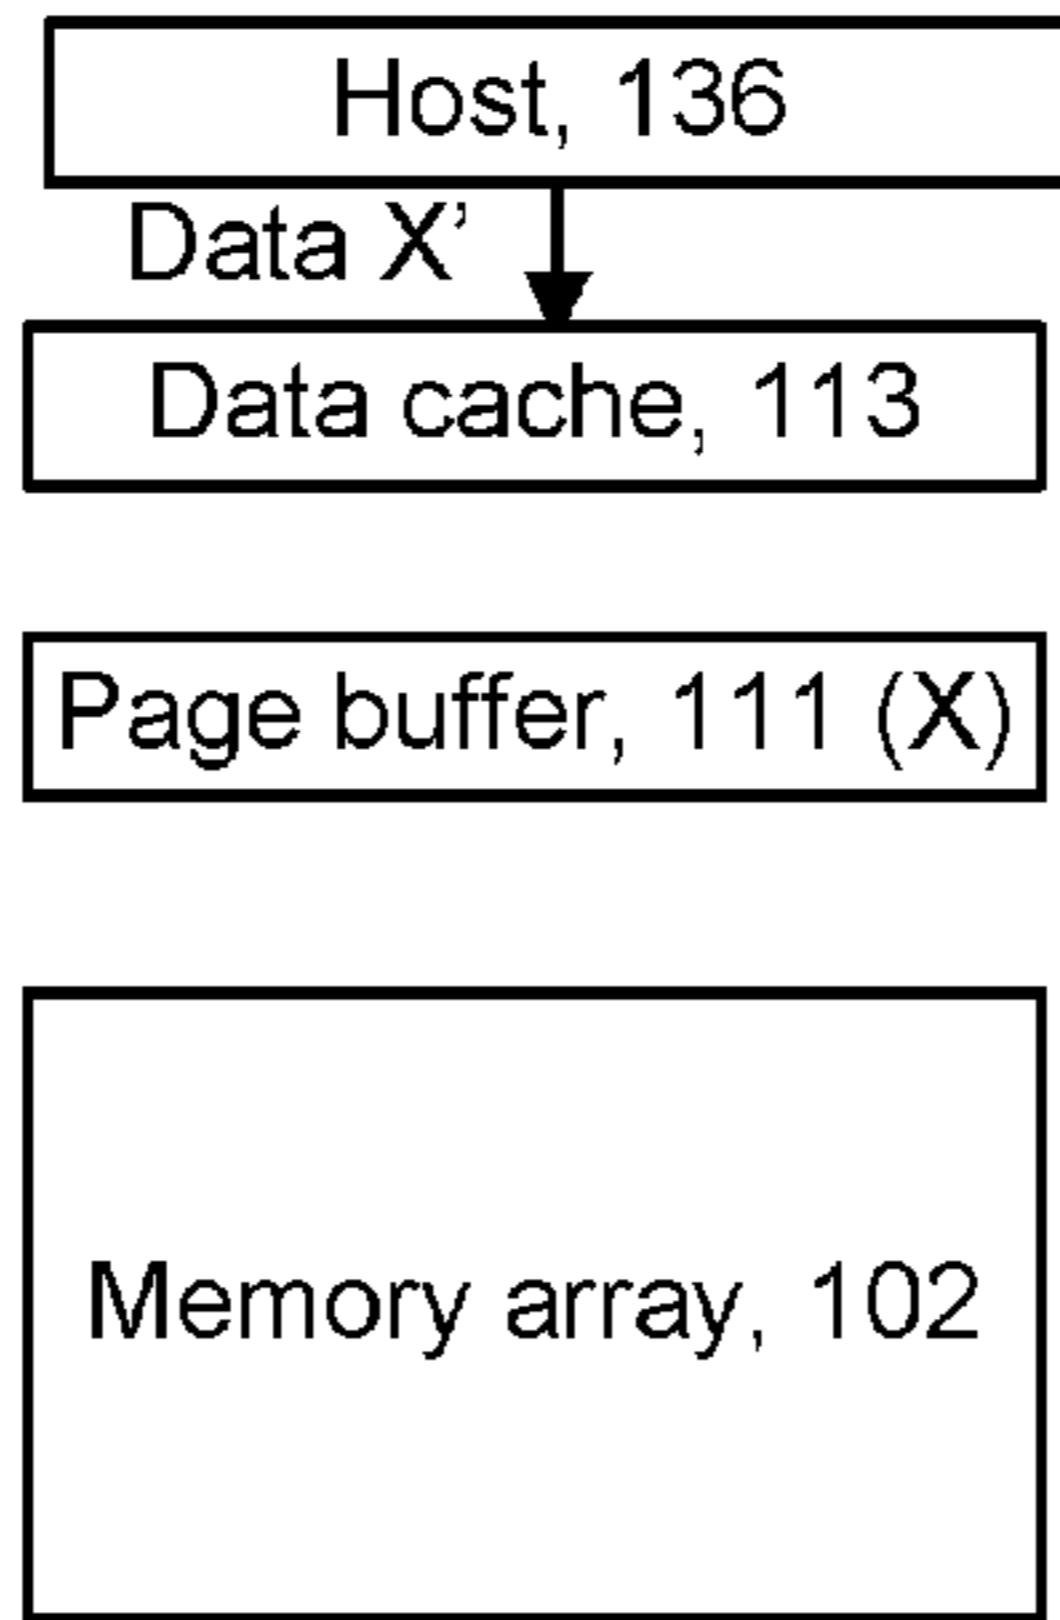 Host, 136
Data X’
Data cache, 113
Page buffer, 111 (X)
Memory array, 102